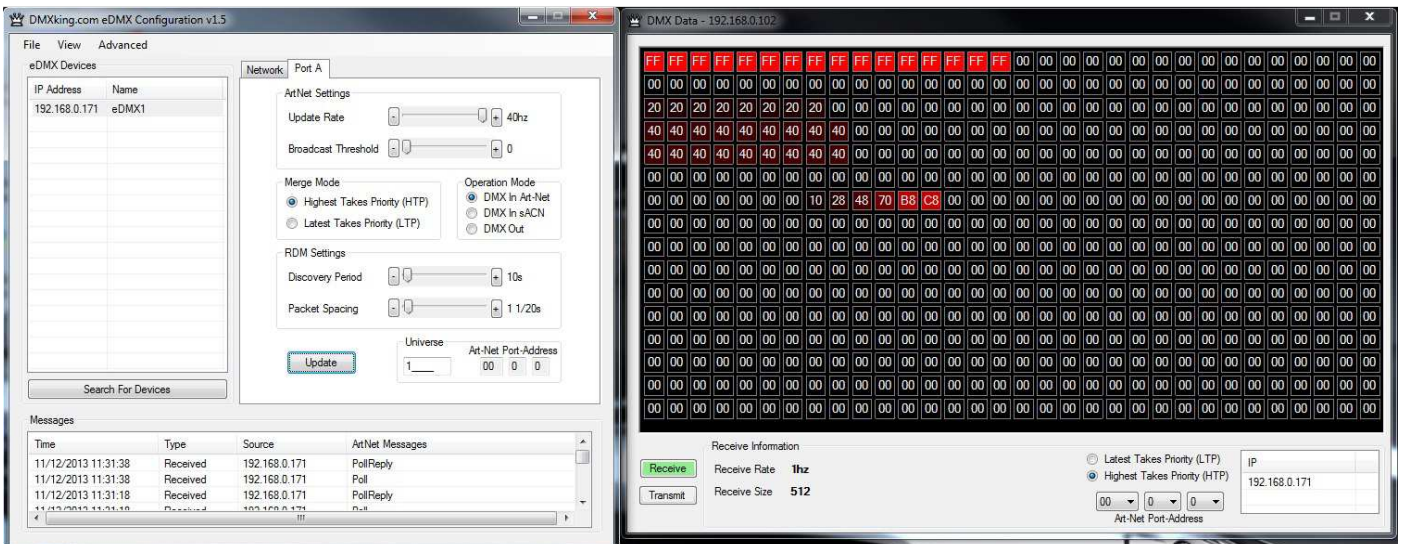 DMXking.com eDMX Configuration v1.5
File View Advanced
eDMX Devices
IP Address Name
192.168.0.171 eDMX1
Search For Devices
Network Port A
ArtNet Settings
Update Rate - + 40hz
Broadcast Threshold - + 0
Merge Mode
Highest Takes Priority (HTP)
Latest Takes Priority (LTP)
Operation Mode
DMX In Art-Net
DMX In sACN
DMX Out
RDM Settings
Discovery Period - + 10s
Packet Spacing - + 1 1/20s
Update
Universe
1____
Art-Net Port-Address
00 0 0
Messages
Time Type Source ArtNet Messages
11/12/2013 11:31:38 Received 192.168.0.171 PollReply
11/12/2013 11:31:38 Received 192.168.0.171 Poll
11/12/2013 11:31:18 Received 192.168.0.171 PollReply
DMX Data - 192.168.0.102
FF FF FF FF FF FF FF FF FF FF FF FF FF FF FF FF 00 00 00 00 00 00 00 00 00 00 00 00 00 00 00 00
00 00 00 00 00 00 00 00 00 00 00 00 00 00 00 00 00 00 00 00 00 00 00 00 00 00 00 00 00 00 00 00
20 20 20 20 20 20 20 20 00 00 00 00 00 00 00 00 00 00 00 00 00 00 00 00 00 00 00 00 00 00 00 00
40 40 40 40 40 40 40 40 40 00 00 00 00 00 00 00 00 00 00 00 00 00 00 00 00 00 00 00 00 00 00 00
40 40 40 40 40 40 40 40 40 00 00 00 00 00 00 00 00 00 00 00 00 00 00 00 00 00 00 00 00 00 00 00
00 00 00 00 00 00 00 00 00 00 00 00 00 00 00 00 00 00 00 00 00 00 00 00 00 00 00 00 00 00 00 00
00 00 00 00 00 00 00 10 28 48 70 B8 C8 00 00 00 00 00 00 00 00 00 00 00 00 00 00 00 00 00 00 00
00 00 00 00 00 00 00 00 00 00 00 00 00 00 00 00 00 00 00 00 00 00 00 00 00 00 00 00 00 00 00 00
00 00 00 00 00 00 00 00 00 00 00 00 00 00 00 00 00 00 00 00 00 00 00 00 00 00 00 00 00 00 00 00
00 00 00 00 00 00 00 00 00 00 00 00 00 00 00 00 00 00 00 00 00 00 00 00 00 00 00 00 00 00 00 00
00 00 00 00 00 00 00 00 00 00 00 00 00 00 00 00 00 00 00 00 00 00 00 00 00 00 00 00 00 00 00 00
00 00 00 00 00 00 00 00 00 00 00 00 00 00 00 00 00 00 00 00 00 00 00 00 00 00 00 00 00 00 00 00
00 00 00 00 00 00 00 00 00 00 00 00 00 00 00 00 00 00 00 00 00 00 00 00 00 00 00 00 00 00 00 00
00 00 00 00 00 00 00 00 00 00 00 00 00 00 00 00 00 00 00 00 00 00 00 00 00 00 00 00 00 00 00 00
00 00 00 00 00 00 00 00 00 00 00 00 00 00 00 00 00 00 00 00 00 00 00 00 00 00 00 00 00 00 00 00
00 00 00 00 00 00 00 00 00 00 00 00 00 00 00 00 00 00 00 00 00 00 00 00 00 00 00 00 00 00 00 00
Receive
Transmit
Receive Information
Receive Rate 1hz
Receive Size 512
Latest Takes Priority (LTP)
Highest Takes Priority (HTP)
00 0 0
Art-Net Port-Address
IP
192.168.0.171